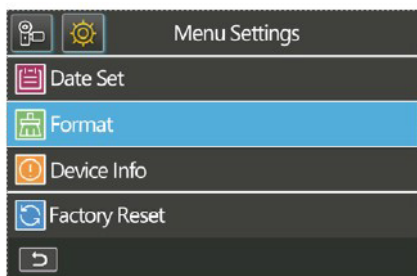 Menu Settings
Date Set
Format
Device Info
Factory Reset